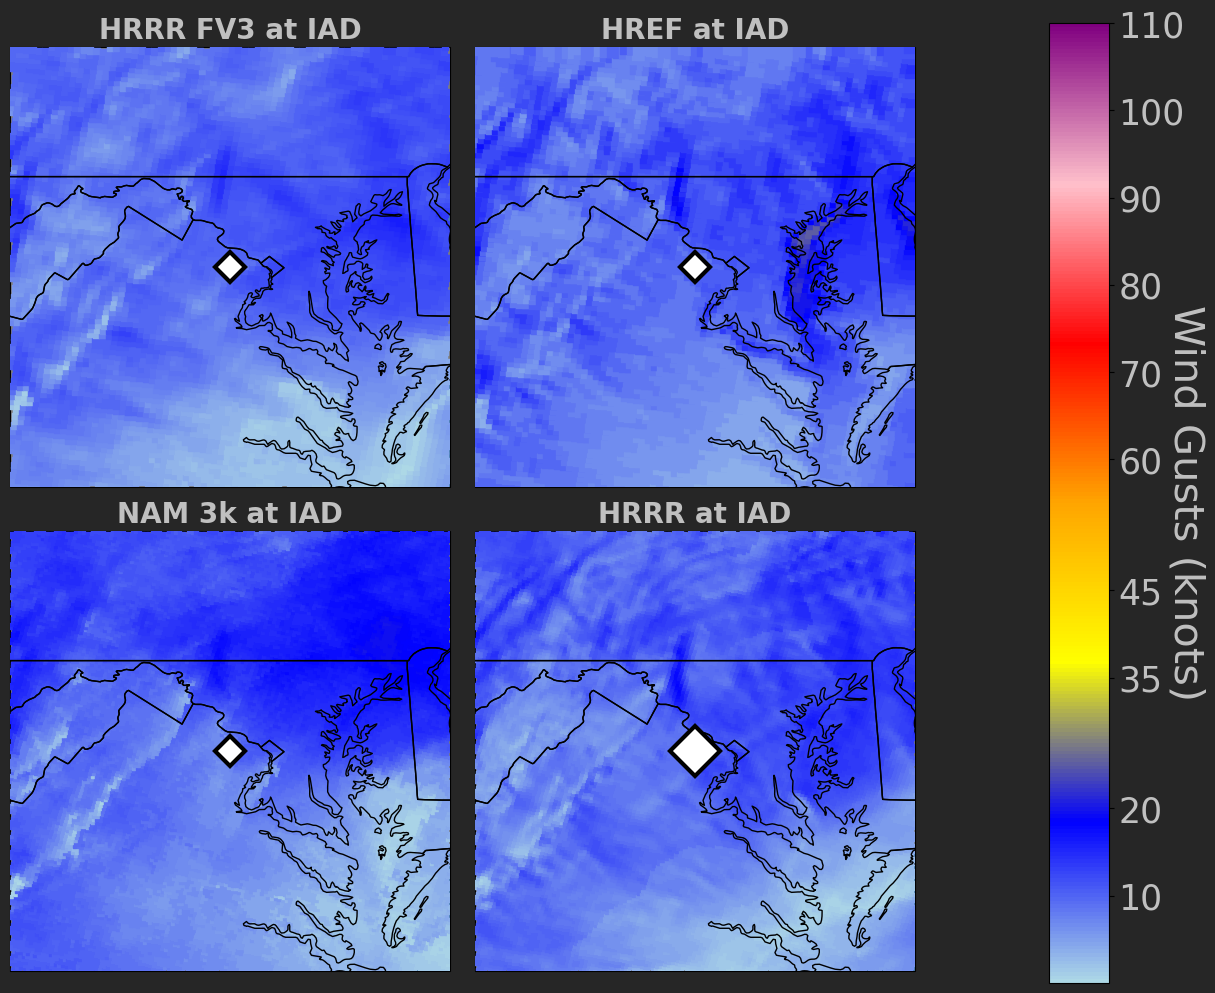 HRRR FV3 at IAD
HREF at IAD
NAM 3k at IAD
HRRR at IAD
110
100
90
80
70
60
45
35
20
10
Wind Gusts (knots)